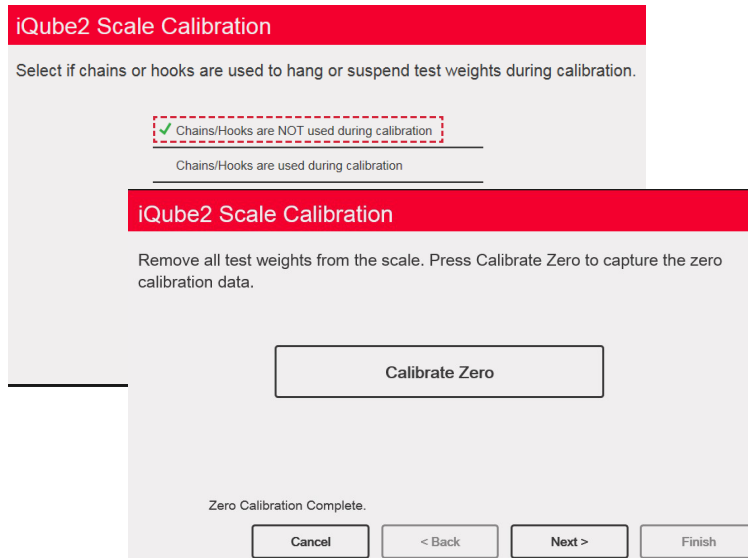 iQube2 Scale Calibration
Select if chains or hooks are used to hang or suspend test weights during calibration.
Chains/Hooks are NOT used during calibration
Chains/Hooks are used during calibration
iQube2 Scale Calibration
Remove all test weights from the scale. Press Calibrate Zero to capture the zero
calibration data.
Calibrate Zero
Zero Calibration Complete.
Cancel
< Back
Next >
Finish